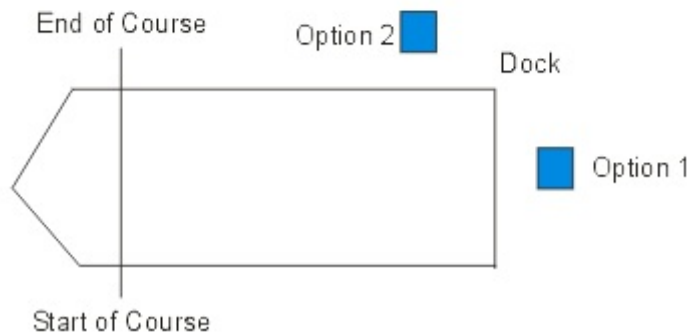 End of Course
Option 2
Dock
Option 1
Start of Course